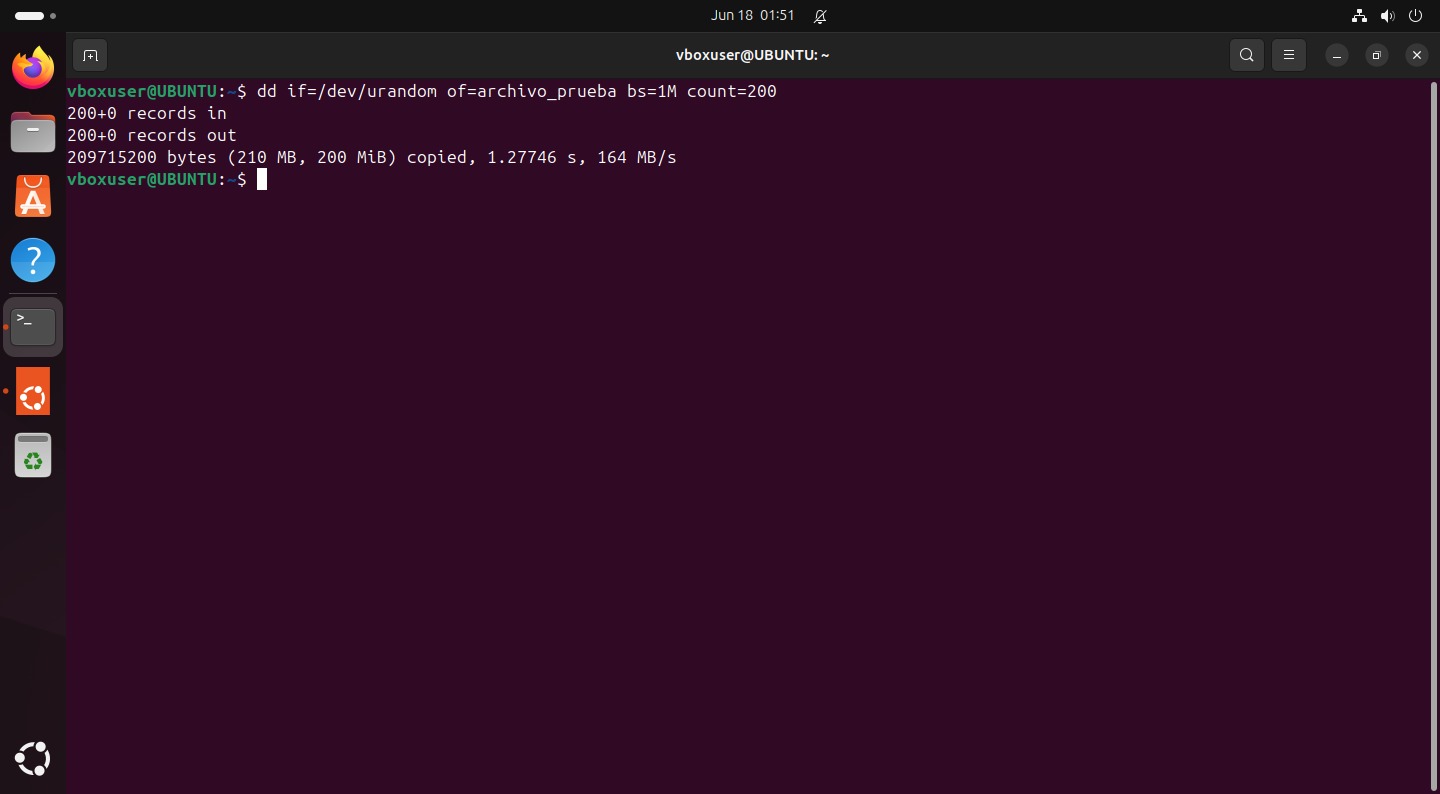 Jun 18 01:51
vboxuser@UBUNTU: ~
vboxuser@UBUNTU:~$ dd if=/dev/urandom of=archivo_prueba bs=1M count=200
200+0 records in
200+0 records out
209715200 bytes (210 MB, 200 MiB) copied, 1.27746 s, 164 MB/s
vboxuser@UBUNTU:~$